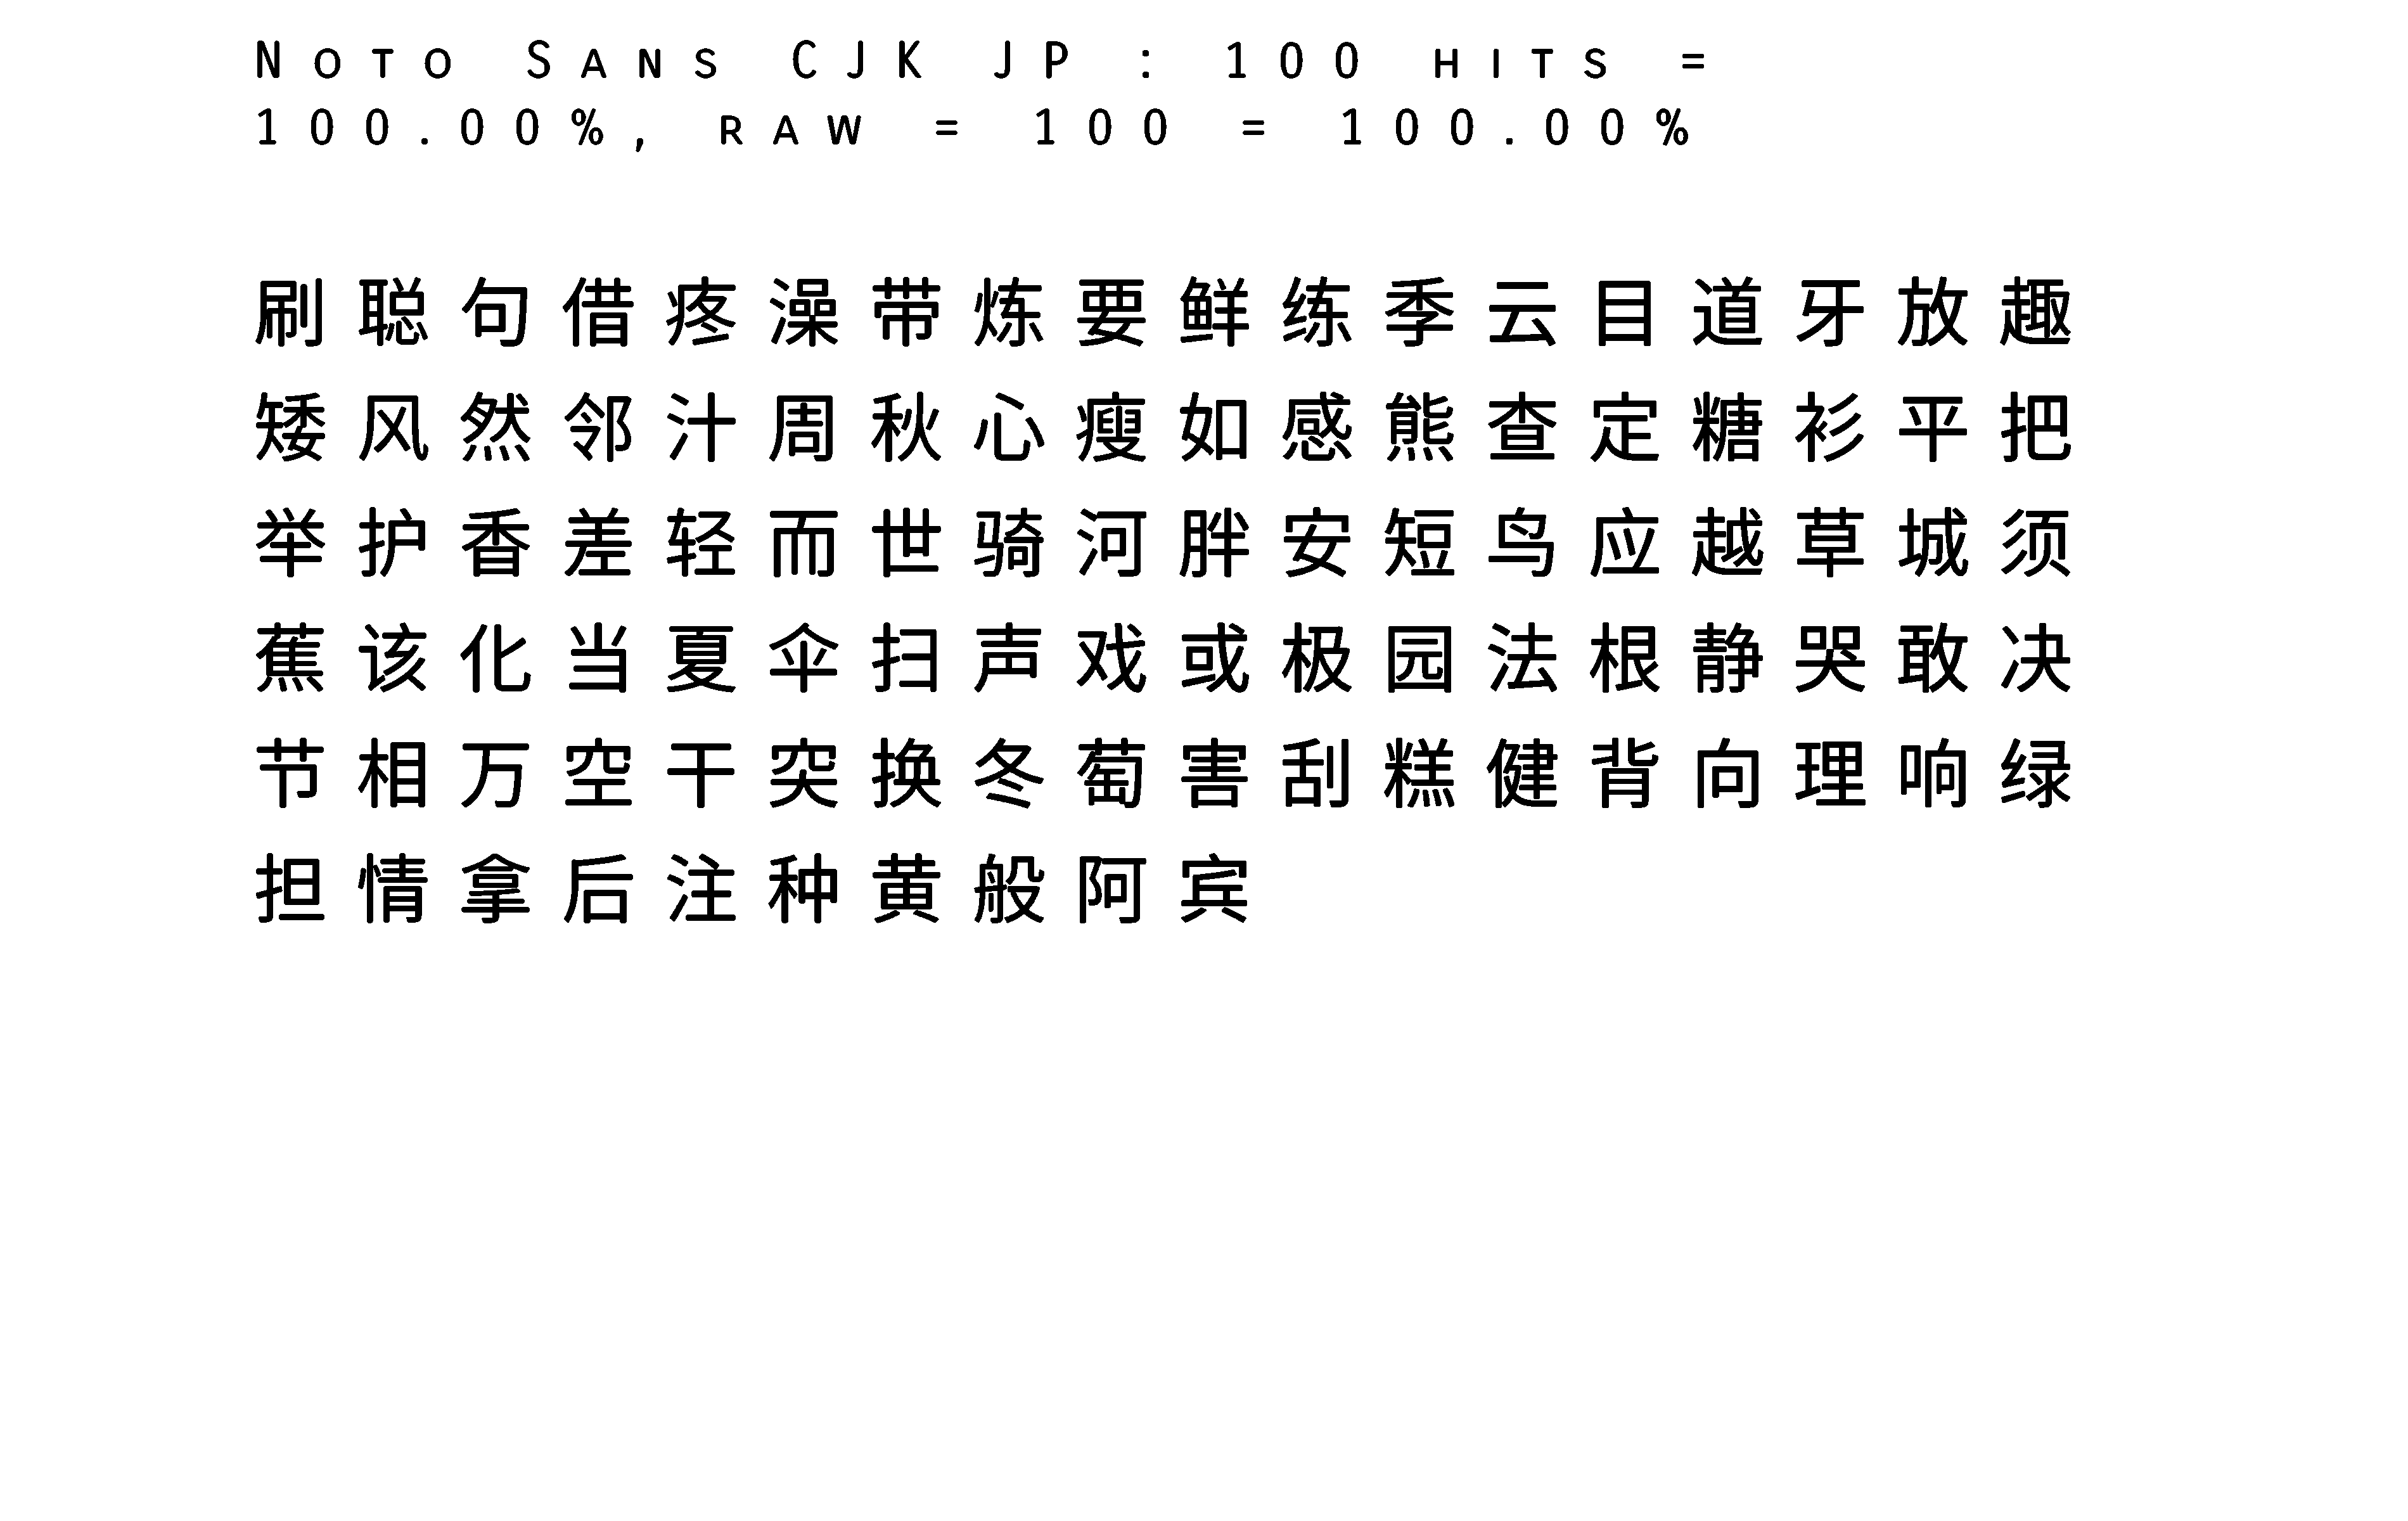 Noto Sans CJK JP : 100 hits =
100.00%, raw = 100 = 100.00%
刷聪句借疼澡带炼要鲜练季云目道牙放趣
矮风然邻汁周秋心瘦如感熊查定糖衫平把
举护香差轻而世骑河胖安短鸟应越草城须
蕉该化当夏伞扫声戏或极园法根静哭敢决
节相万空干突换冬萄害刮糕健背向理响绿
担情拿后注种黄般阿宾